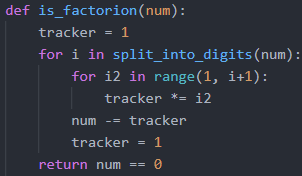 def is_factorion(num):
    tracker = 1
    for i in split_into_digits(num):
        for i2 in range(1, i+1):
            tracker *= i2
        num -= tracker
        tracker = 1
    return num == 0